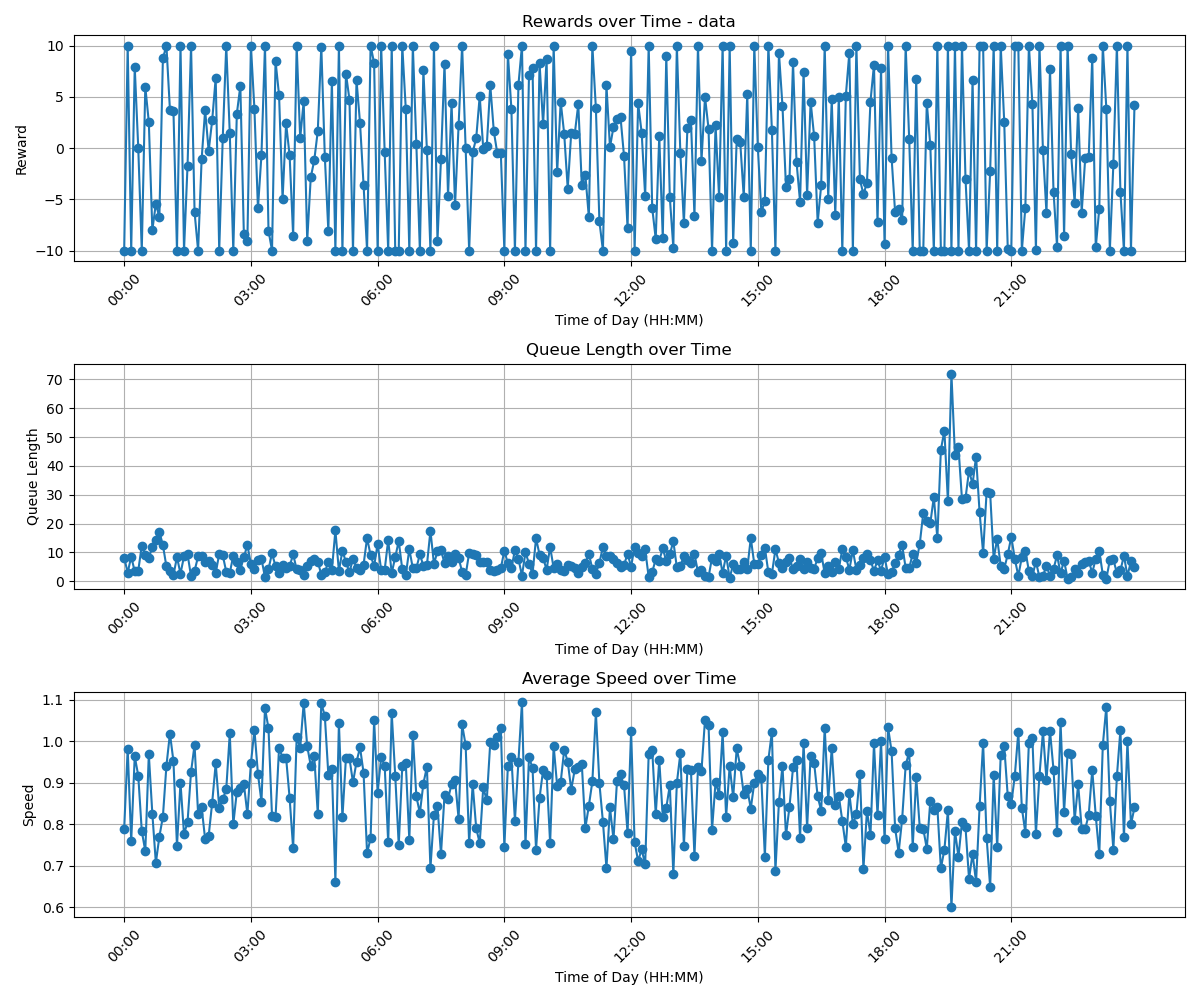 Rewards over Time - data
Reward
10
5
0
−5
−10
00:00 03:00 06:00 09:00 12:00 15:00 18:00 21:00
Time of Day (HH:MM)
Queue Length over Time
Queue Length
70
60
50
40
30
20
10
0
00:00 03:00 06:00 09:00 12:00 15:00 18:00 21:00
Time of Day (HH:MM)
Average Speed over Time
Speed
1.1
1.0
0.9
0.8
0.7
0.6
00:00 03:00 06:00 09:00 12:00 15:00 18:00 21:00
Time of Day (HH:MM)